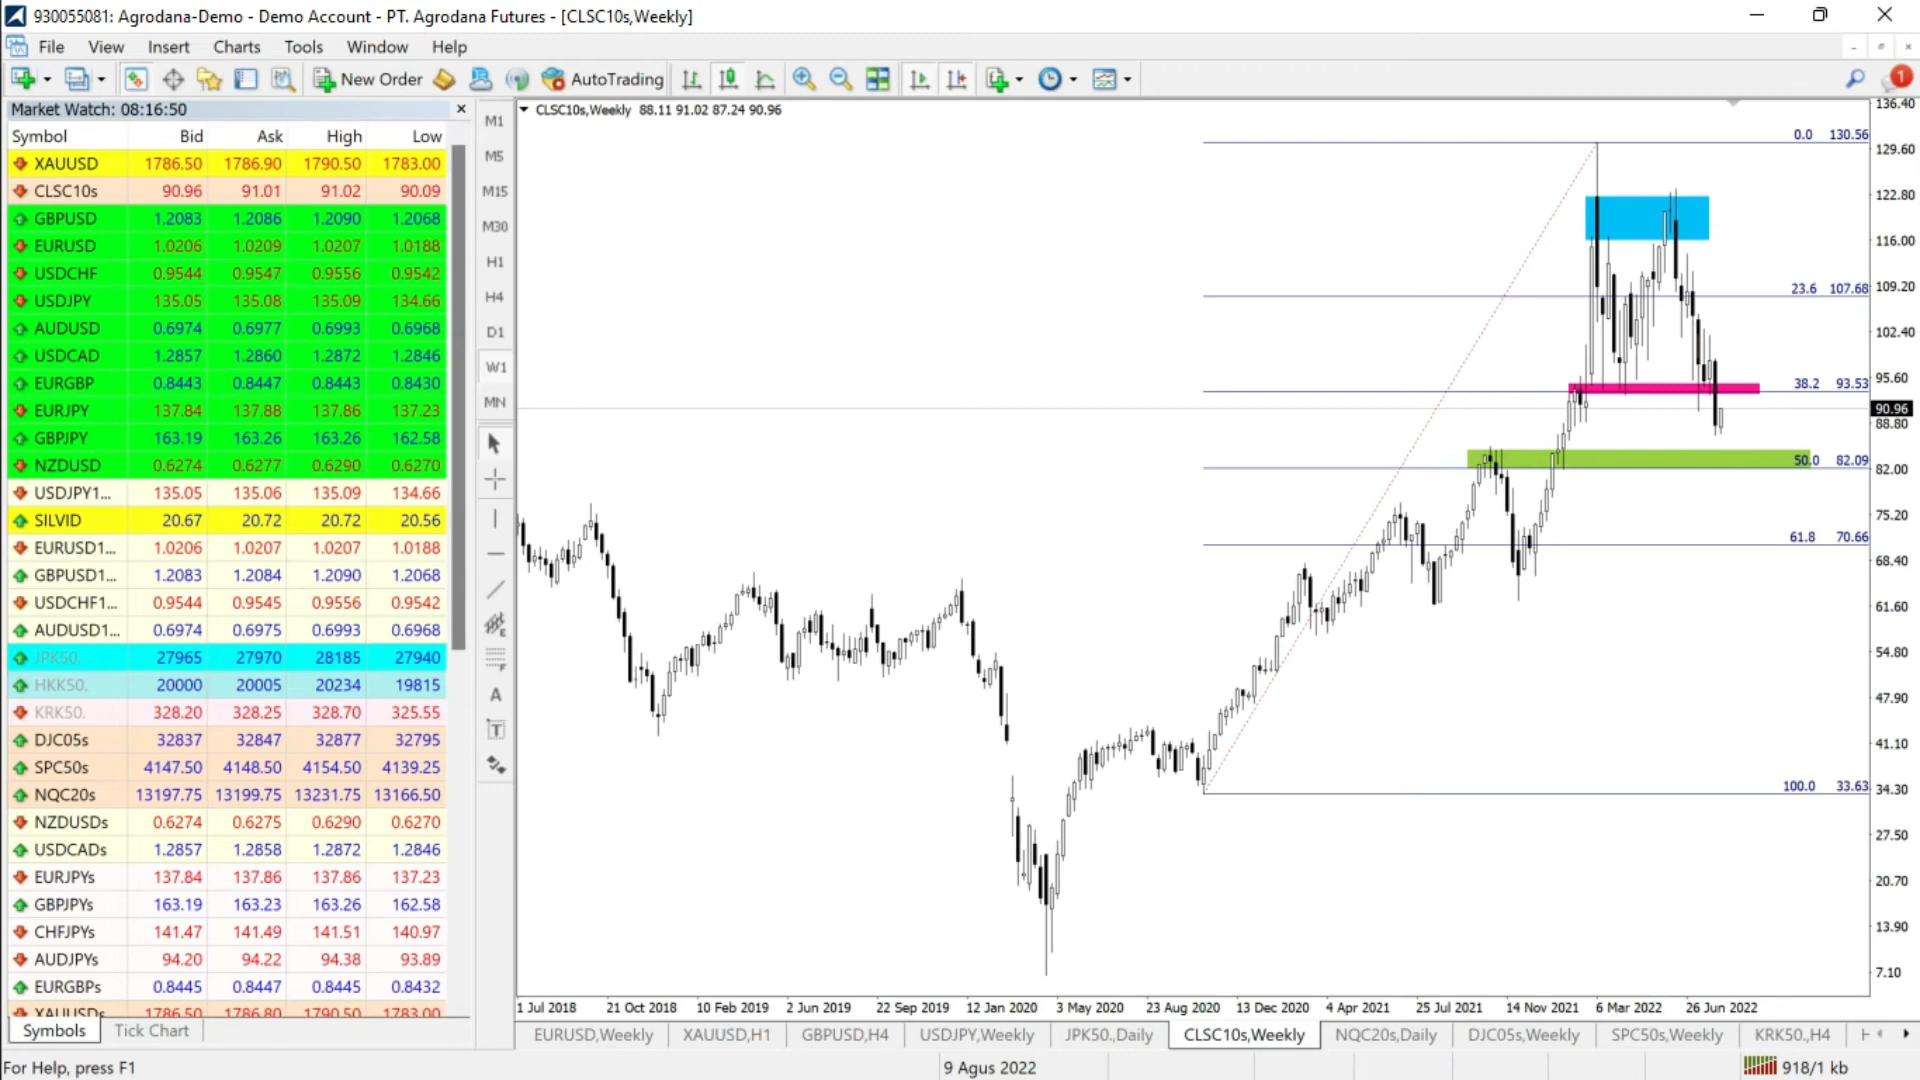 930055081: Agrodana-Demo - Demo Account - PT. Agrodana Futures - [CLSC10s,Weekly]
File View Insert Charts Tools Window Help
New Order AutoTrading 1
Market Watch: 08:16:50
Symbol Bid Ask High Low
XAUUSD 1786.50 1786.90 1790.50 1783.00
CLSC10s 90.96 91.01 91.02 90.09
GBPUSD 1.2083 1.2086 1.2090 1.2068
EURUSD 1.0206 1.0209 1.0207 1.0188
USDCHF 0.9544 0.9547 0.9556 0.9542
USDJPY 135.05 135.08 135.09 134.66
AUDUSD 0.6974 0.6977 0.6993 0.6968
USDCAD 1.2857 1.2860 1.2872 1.2846
EURGBP 0.8443 0.8447 0.8443 0.8430
EURJPY 137.84 137.88 137.86 137.23
GBPJPY 163.19 163.26 163.26 162.58
NZDUSD 0.6274 0.6277 0.6290 0.6270
USDJPY1... 135.05 135.06 135.09 134.66
SILVID 20.67 20.72 20.72 20.56
EURUSD1... 1.0206 1.0207 1.0207 1.0188
GBPUSD1... 1.2083 1.2084 1.2090 1.2068
USDCHF1... 0.9544 0.9545 0.9556 0.9542
AUDUSD1... 0.6974 0.6975 0.6993 0.6968
JPK50. 27965 27970 28185 27940
HKK50. 20000 20005 20234 19815
KRK50. 328.20 328.25 328.70 325.55
DJC05s 32837 32847 32877 32795
SPC50s 4147.50 4148.50 4154.50 4139.25
NQC20s 13197.75 13199.75 13231.75 13166.50
NZDUSDs 0.6274 0.6275 0.6290 0.6270
USDCADs 1.2857 1.2858 1.2872 1.2846
EURJPYs 137.84 137.86 137.86 137.23
GBPJPYs 163.19 163.23 163.26 162.58
CHFJPYs 141.47 141.49 141.51 140.97
AUDJPYs 94.20 94.22 94.38 93.89
EURGBPs 0.8445 0.8447 0.8445 0.8432
XAUUSDs 1786.50 1786.80 1790.50 1783.00
Symbols Tick Chart
M1
M5
M15
M30
H1
H4
D1
W1
MN
E
F
A
T
CLSC10s,Weekly 88.11 91.02 87.24 90.96
0.0 130.56
23.6 107.68
38.2 93.53
50.0 82.09
61.8 70.66
100.0 33.63
136.40
129.60
122.80
116.00
109.20
102.40
95.60
90.96
88.80
82.00
75.20
68.40
61.60
54.80
47.90
41.10
34.30
27.50
20.70
13.90
7.10
1 Jul 2018 21 Oct 2018 10 Feb 2019 2 Jun 2019 22 Sep 2019 12 Jan 2020 3 May 2020 23 Aug 2020 13 Dec 2020 4 Apr 2021 25 Jul 2021 14 Nov 2021 6 Mar 2022 26 Jun 2022
EURUSD,Weekly XAUUSD,H1 GBPUSD,H4 USDJPY,Weekly JPK50.,Daily CLSC10s,Weekly NQC20s,Daily DJC05s,Weekly SPC50s,Weekly KRK50.,H4
For Help, press F1 9 Agus 2022 918/1 kb